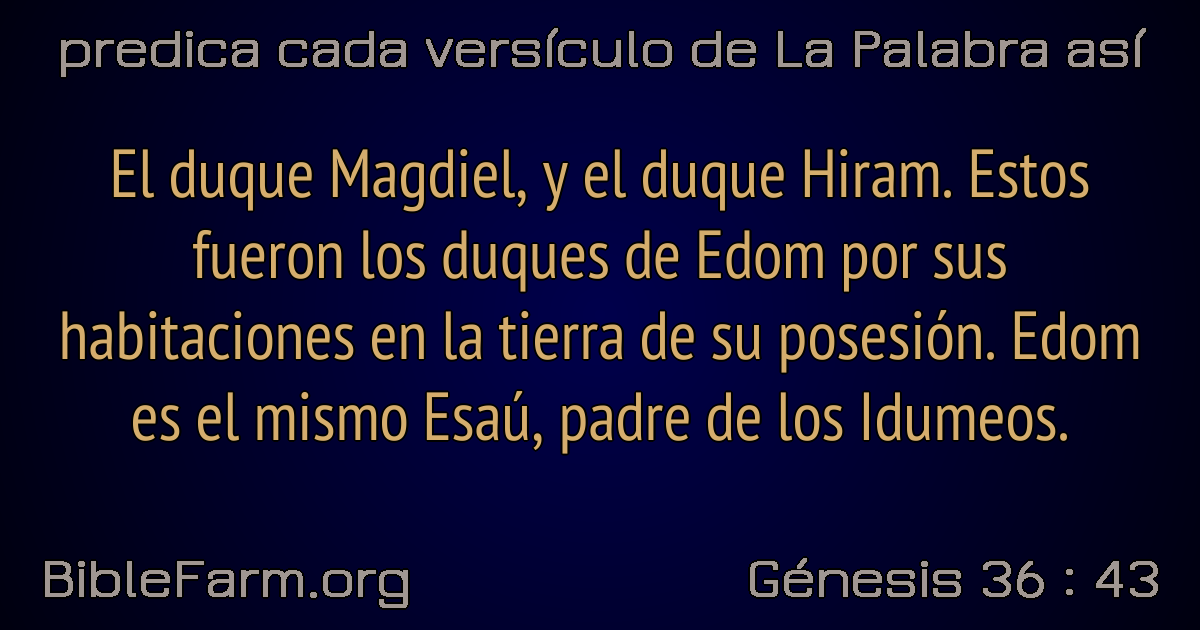 predica cada versículo de La Palabra así
El duque Magdiel, y el duque Hiram. Estos
fueron los duques de Edom por sus
habitaciones en la tierra de su posesión. Edom
es el mismo Esaú, padre de los Idumeos.
BibleFarm.org
Génesis 36 : 43